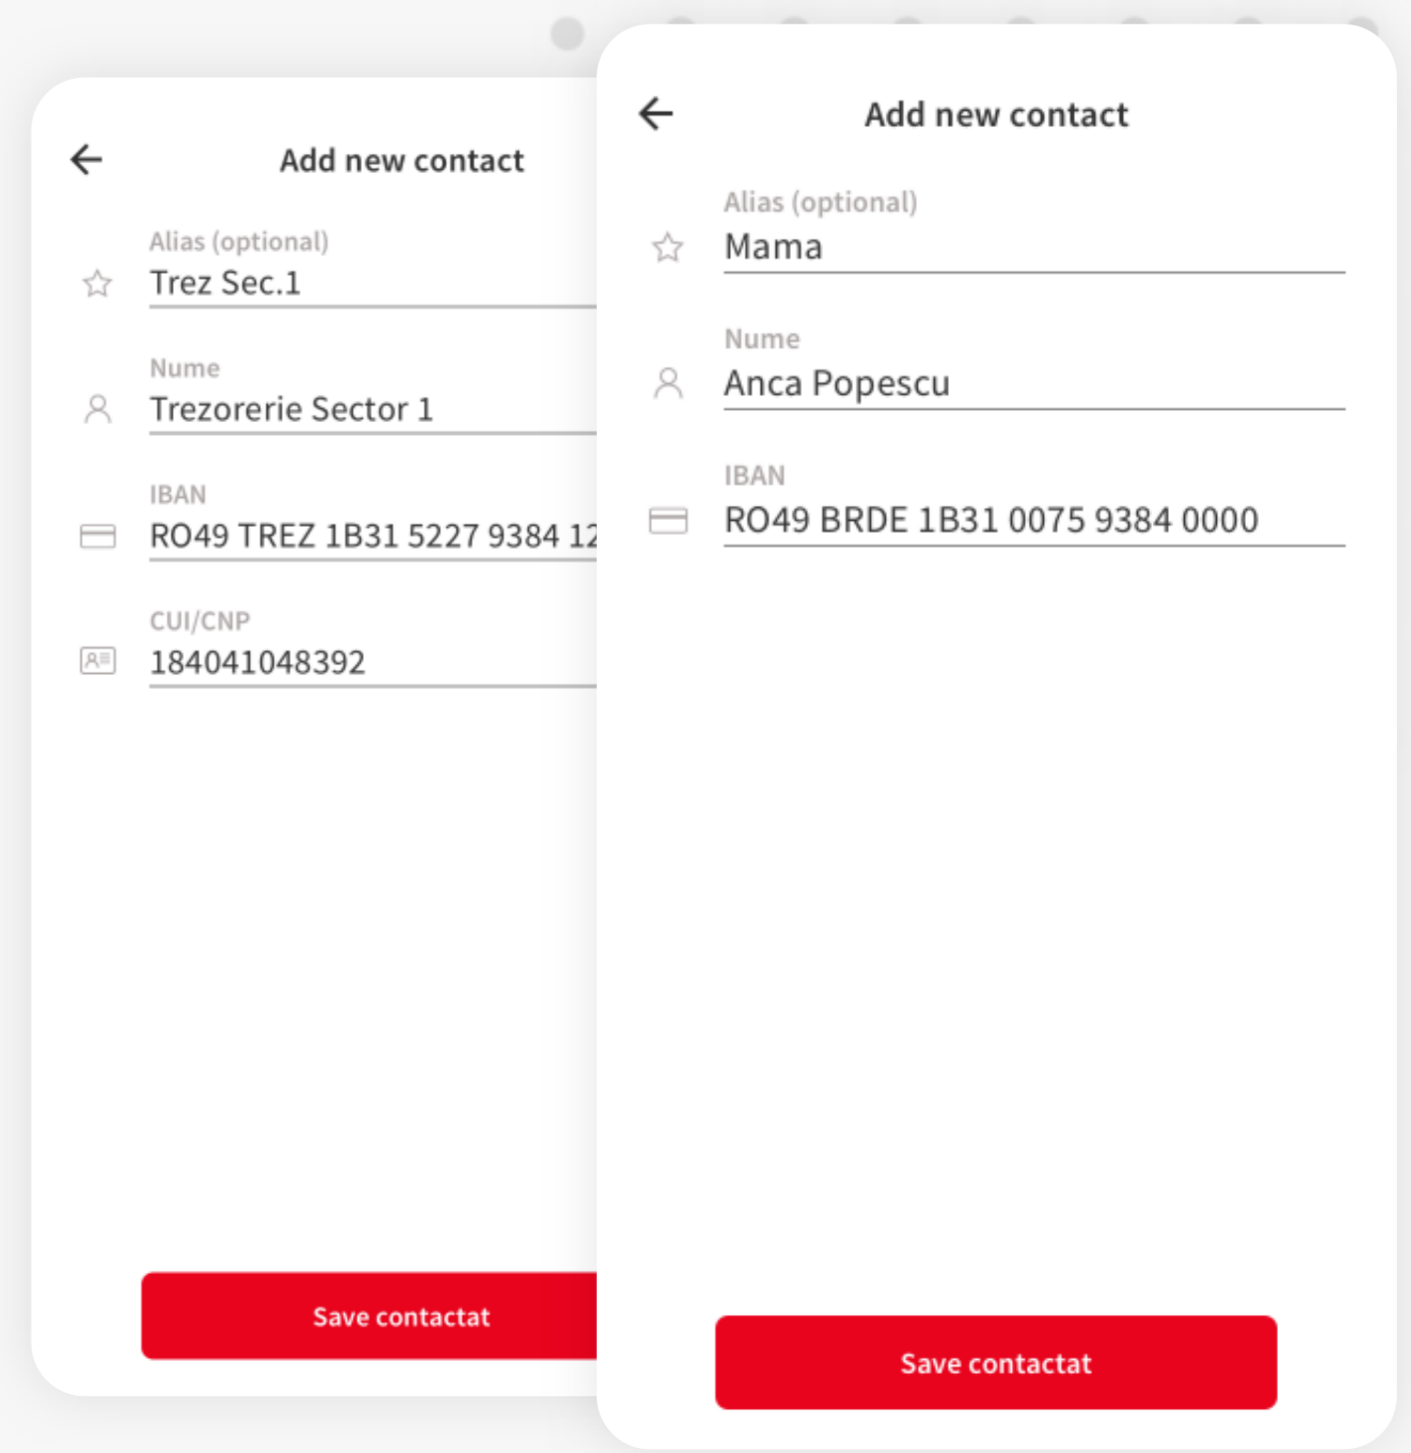 Add new contact
Alias (optional)
Trez Sec.1
Nume
Trezorerie Sector 1
IBAN
RO49 TREZ 1B31 5227 9384 12
CUI/CNP
184041048392
Save contactat
Add new contact
Alias (optional)
Mama
Nume
Anca Popescu
IBAN
RO49 BRDE 1B31 0075 9384 0000
Save contactat